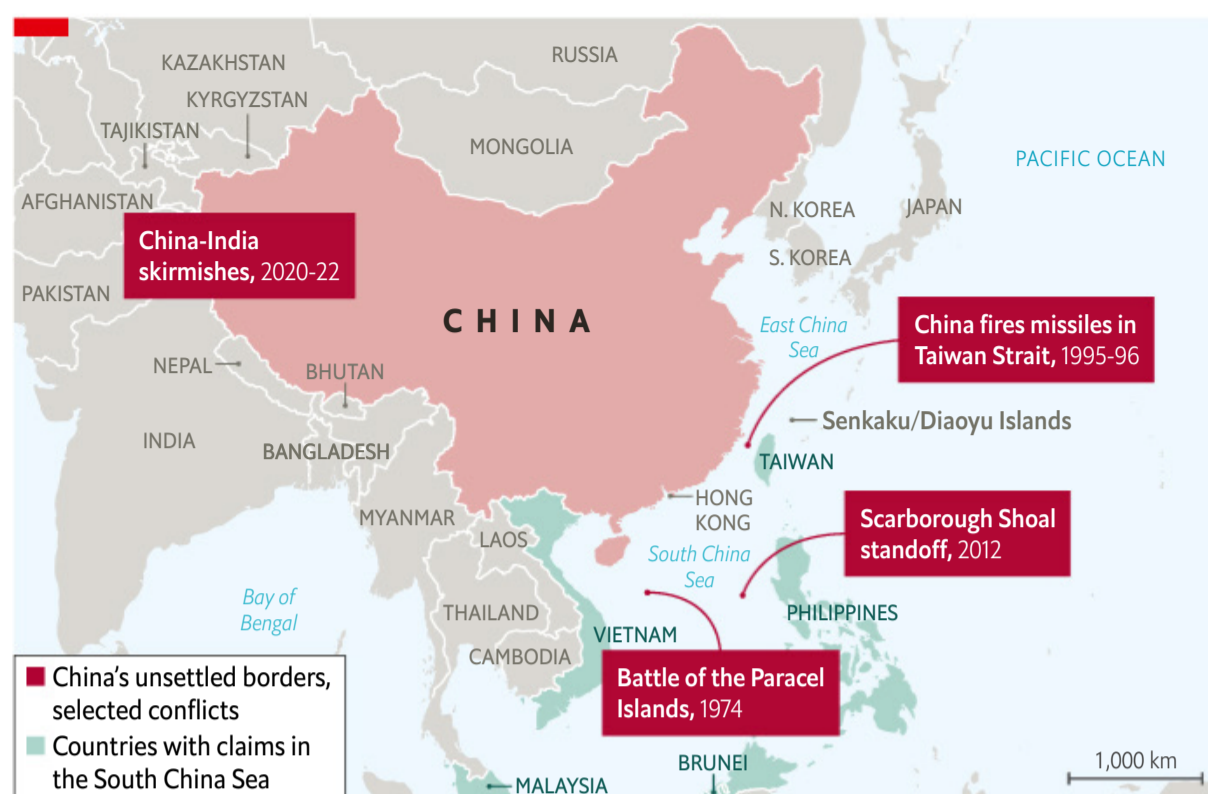 KAZAKHSTAN
RUSSIA
KYRGYZSTAN
TAJIKISTAN
MONGOLIA
PACIFIC OCEAN
AFGHANISTAN
N. KOREA
JAPAN
China-India
skirmishes, 2020-22
S. KOREA
PAKISTAN
CHINA
East China
Sea
China fires missiles in
Taiwan Strait, 1995-96
NEPAL
BHUTAN
Senkaku/Diaoyu Islands
INDIA
BANGLADESH
TAIWAN
HONG
KONG
MYANMAR
LAOS
Scarborough Shoal
standoff, 2012
South China
Sea
Bay of
Bengal
THAILAND
PHILIPPINES
VIETNAM
CAMBODIA
Battle of the Paracel
Islands, 1974
China's unsettled borders,
selected conflicts
Countries with claims in
the South China Sea
BRUNEI
MALAYSIA
1,000 km